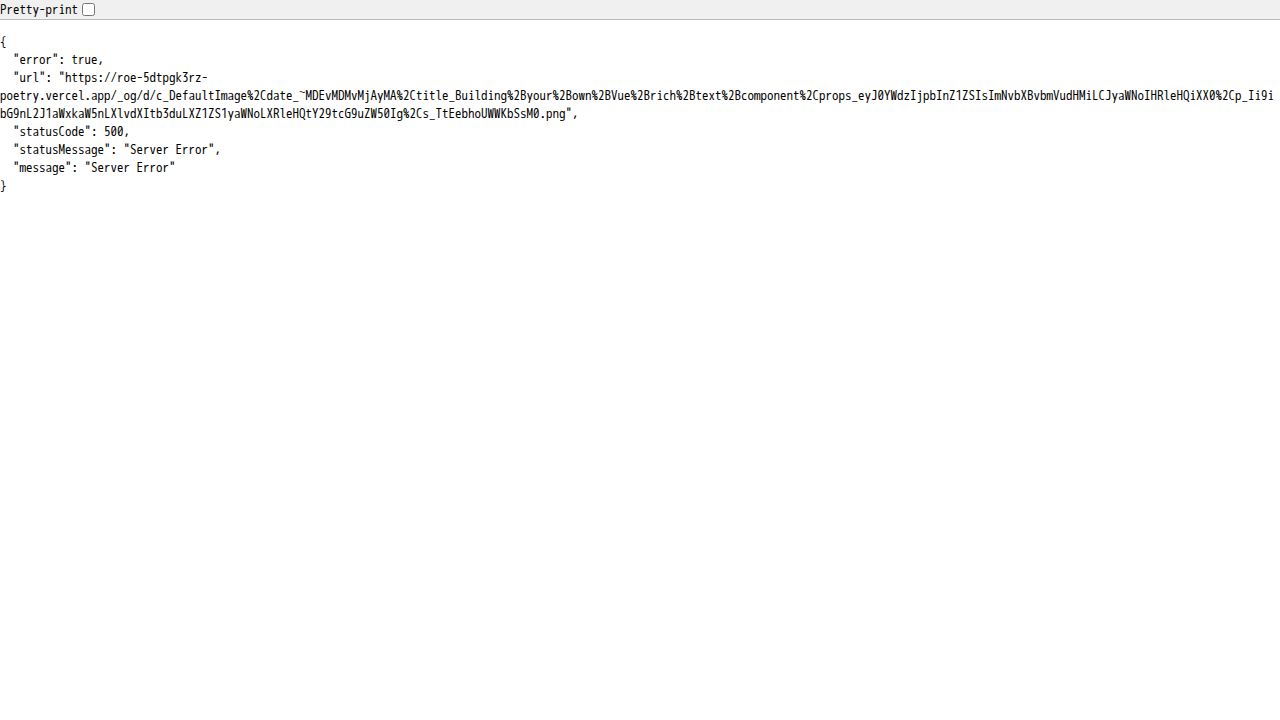 Pretty-print
{
  "error": true,
  "url": "https://roe-5dtpgk3rz-
poetry.vercel.app/_og/d/c_DefaultImage%2Cdate_~MDEvMDMvMjAyMA%2Ctitle_Building%2Byour%2Bown%2BVue%2Brich%2Btext%2Bcomponent%2Cprops_eyJ0YWdzIjpbInZ1ZSIsImNvbXBvbmVudHMiLCJyaWNoIHRleHQiXX0%2Cp_Ii9i
bG9nL2J1aWxkaW5nLXlvdXItb3duLXZ1ZS1yaWNoLXRleHQtY29tcG9uZW50Ig%2Cs_TtEebhoUWWKbSsM0.png",
  "statusCode": 500,
  "statusMessage": "Server Error",
  "message": "Server Error"
}